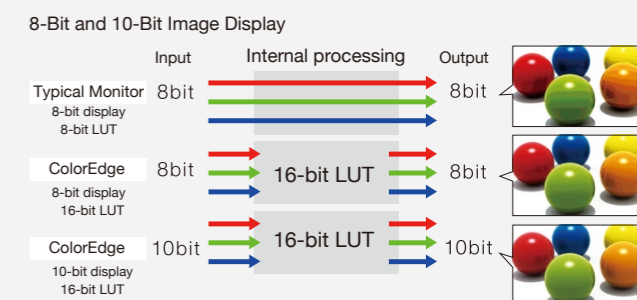 8-Bit and 10-Bit Image Display
Input Internal processing Output
Typical Monitor 8bit 8bit
8-bit display
8-bit LUT
ColorEdge 8bit 16-bit LUT 8bit
8-bit display
16-bit LUT
ColorEdge 10bit 16-bit LUT 10bit
10-bit display
16-bit LUT